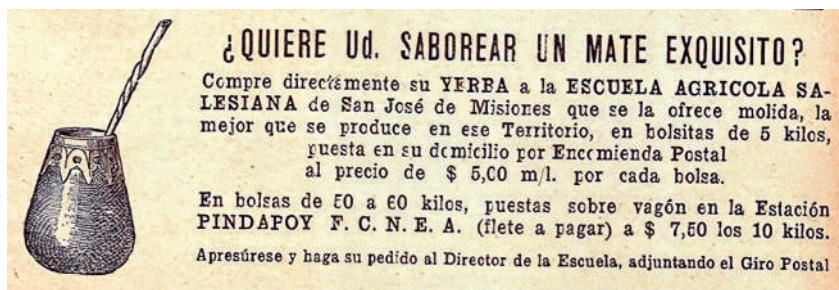 ¿QUIERE Ud. SABOREAR UN MATE EXQUISITO?
Compre directamente su YERBA a la ESCUELA AGRICOLA SA-
LESIANA de San José de Misiones que se la ofrece molida, la
mejor que se produce en ese Territorio, en bolsitas de 5 kilos,
puesta en su domicilio por Encomienda Postal
al precio de $ 5,00 m/l. por cada bolsa.
En bolsas de 50 a 60 kilos, puestas sobre vagón en la Estación
PINDAPOY F. C. N. E. A. (flete a pagar) a $ 7,50 los 10 kilos.
Apresúrese y haga su pedido al Director de la Escuela, adjuntando el Giro Postal